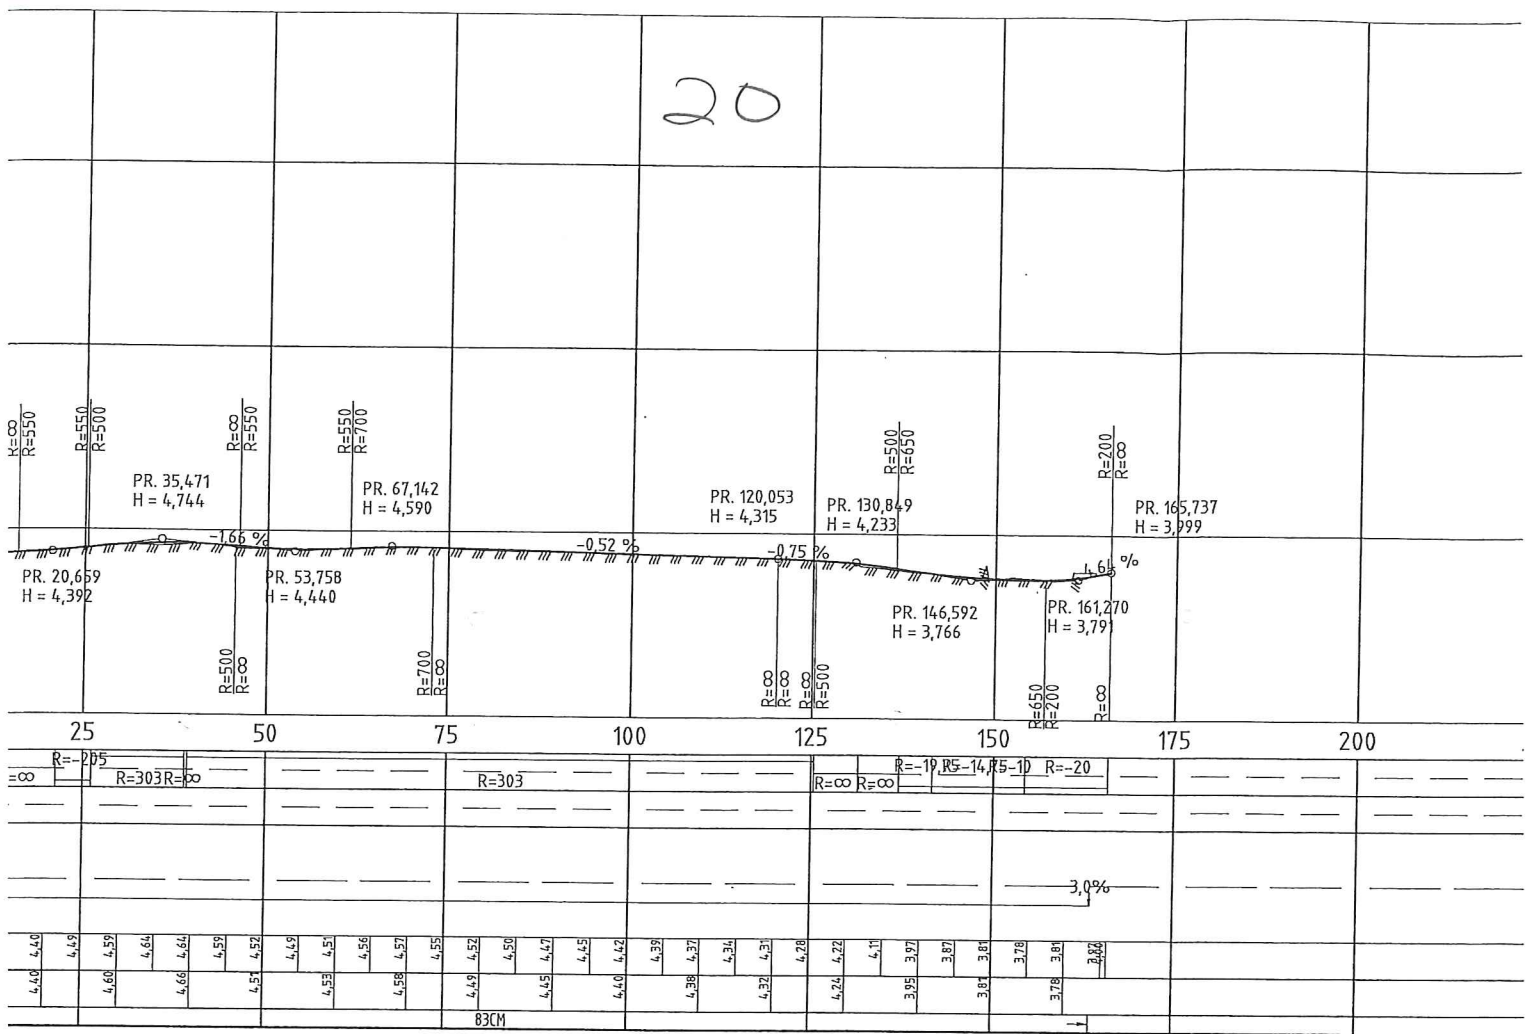 20
R=∞
R=550
R=550
R=500
R=∞
R=550
R=550
R=700
R=500
R=650
R=200
R=∞
PR. 35,471
H = 4,744
PR. 67,142
H = 4,590
PR. 120,053
H = 4,315
PR. 130,849
H = 4,233
PR. 165,737
H = 3,999
-1,66 %
-0,52 %
-0,75 %
4,64 %
PR. 20,659
H = 4,392
PR. 53,758
H = 4,440
PR. 146,592
H = 3,766
PR. 161,270
H = 3,791
R=500
R=∞
R=700
R=∞
R=∞
R=∞
R=∞
R=500
R=650
R=200
R=∞
25 50 75 100 125 150 175 200
=∞ R=-205 R=303 R=∞ R=303 R=∞ R=∞ R=-20
3,0%
4,40 4,49 4,59 4,64 4,64 4,59 4,52 4,49 4,51 4,56 4,57 4,55 4,52 4,50 4,47 4,45 4,42 4,39 4,37 4,34 4,31 4,28 4,22 4,11 3,97 3,87 3,81 3,78 3,81
4,40 4,60 4,66 4,51 4,53 4,58 4,49 4,45 4,40 4,38 4,32 4,24 3,95 3,81 3,78
83CM